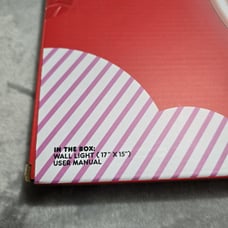 IN THE BOX:
WALL LIGHT ( 17" X 15")
USER MANUAL